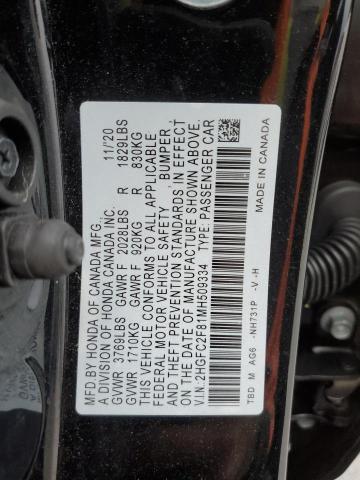 MFD. BY HONDA OF CANADA MFG.,
A DIVISION OF HONDA CANADA INC. 11/'20
GVWR 3769LBS GAWR F 2028LBS R 1829LBS
GVWR 1710KG GAWR F 920KG R 830KG
THIS VEHICLE CONFORMS TO ALL APPLICABLE
FEDERAL MOTOR VEHICLE SAFETY, BUMPER,
AND THEFT PREVENTION STANDARDS IN EFFECT
ON THE DATE OF MANUFACTURE SHOWN ABOVE.
V.I.N: 2HGFC2F81MH509334 TYPE: PASSENGER CAR
TBD M AG6 -NH731P -V -H MADE IN CANADA